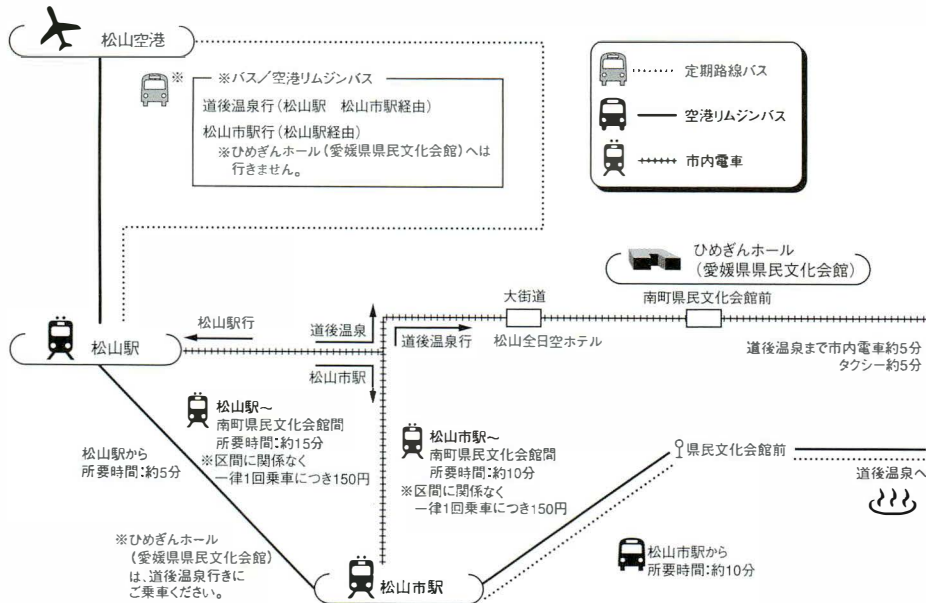 松山空港
※
※バス／空港リムジンバス
道後温泉行(松山駅 松山市駅経由)
松山市駅行(松山駅経由)
※ひめぎんホール(愛媛県県民文化会館)へは
行きません。
定期路線バス
空港リムジンバス
市内電車
ひめぎんホール
(愛媛県県民文化会館)
大街道
南町県民文化会館前
松山駅行
道後温泉
道後温泉行
松山全日空ホテル
松山駅
松山市駅
道後温泉まで市内電車約5分
タクシー約5分
松山駅〜
南町県民文化会館間
所要時間:約15分
※区間に関係なく
一律1回乗車につき150円
松山駅から
所要時間:約5分
松山市駅〜
南町県民文化会館間
所要時間:約10分
※区間に関係なく
一律1回乗車につき150円
県民文化会館前
道後温泉へ
※ひめぎんホール
(愛媛県県民文化会館)
は、道後温泉行きに
ご乗車ください。
松山市駅
松山市駅から
所要時間:約10分